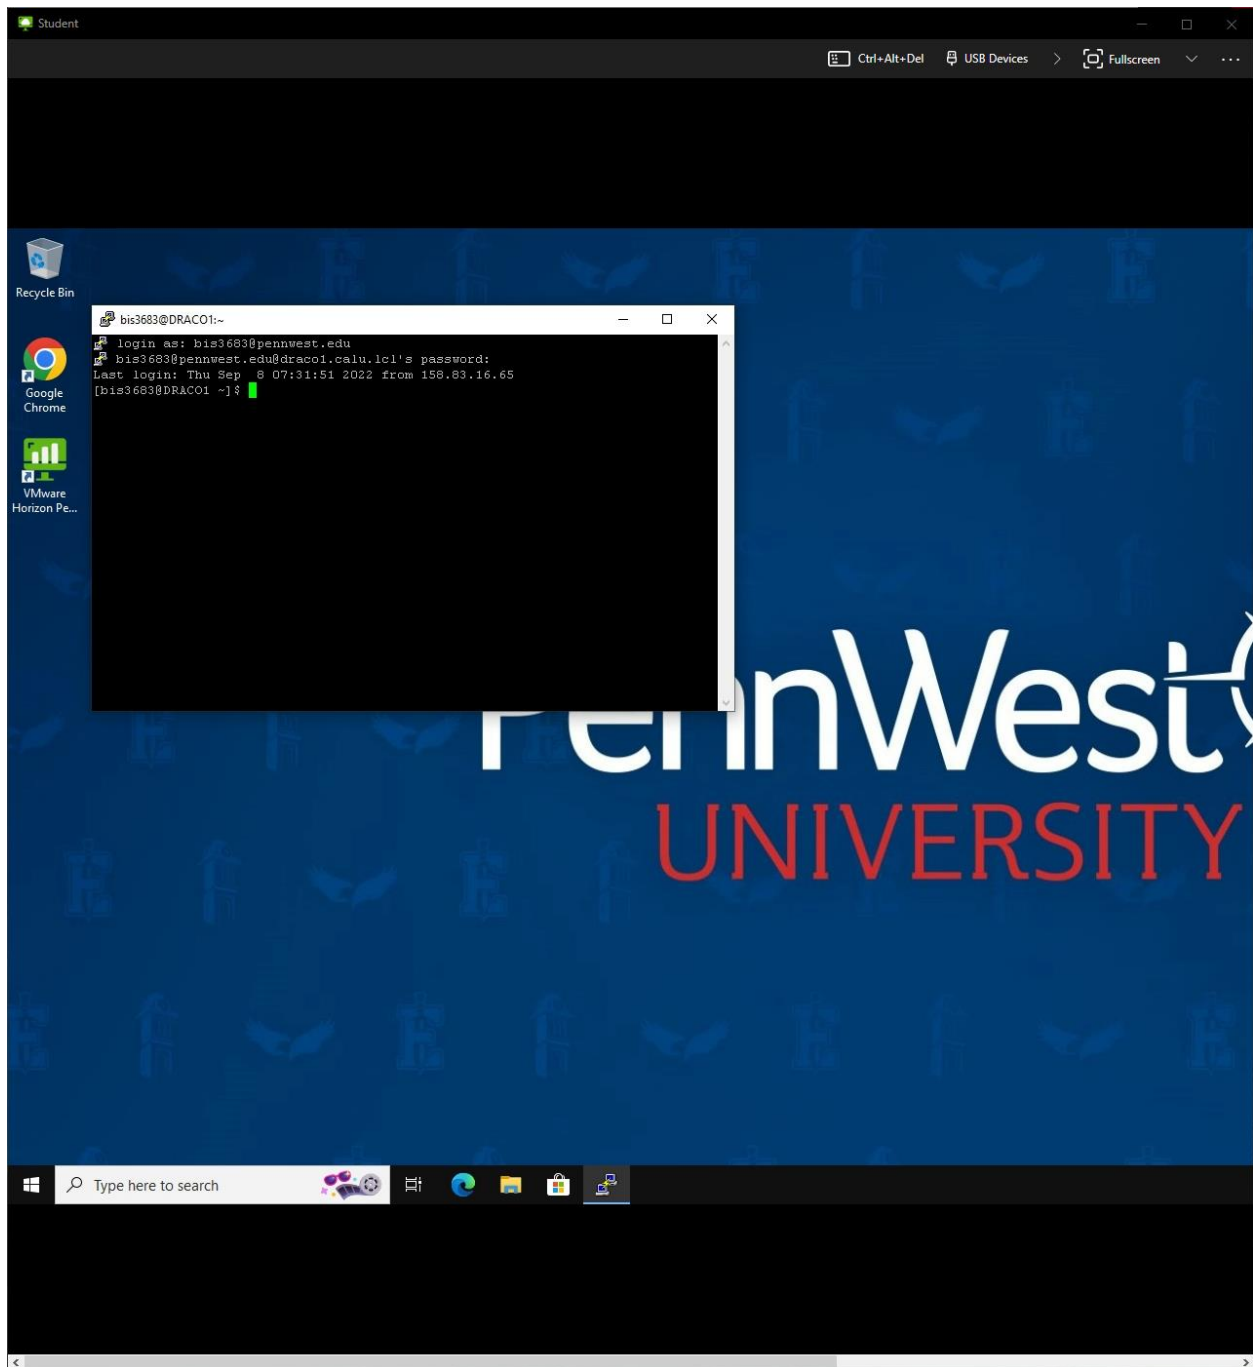 Student
Ctrl+Alt+Del USB Devices Fullscreen
Recycle Bin
Google
Chrome
VMware
Horizon Pe...
bis3683@DRACO1:~
login as: bis3683@pennwest.edu
bis3683@pennwest.edu@draco1.calu.lcl's password:
Last login: Thu Sep  8 07:31:51 2022 from 158.83.16.65
[bis3683@DRACO1 ~]$
PennWest
UNIVERSITY
Type here to search